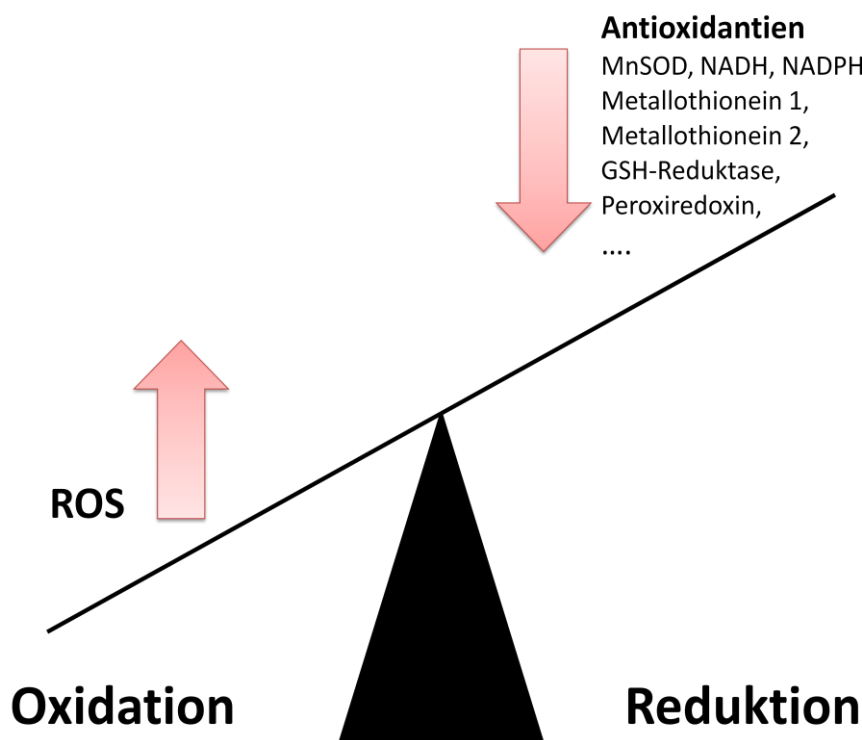 Antioxidantien
MnSOD, NADH, NADPH
Metallothionein 1,
Metallothionein 2,
GSH-Reduktase,
Peroxiredoxin,
....
ROS
Oxidation
Reduktion